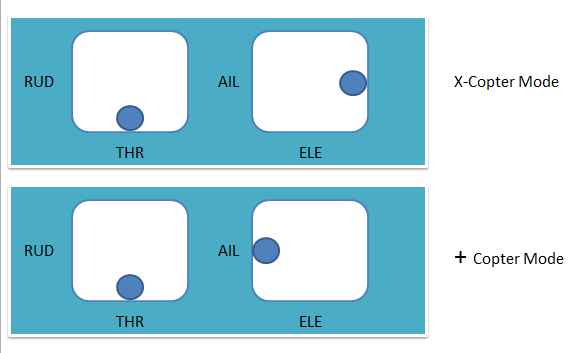 RUD
AIL
X-Copter Mode
THR
ELE
RUD
AIL
+ Copter Mode
THR
ELE